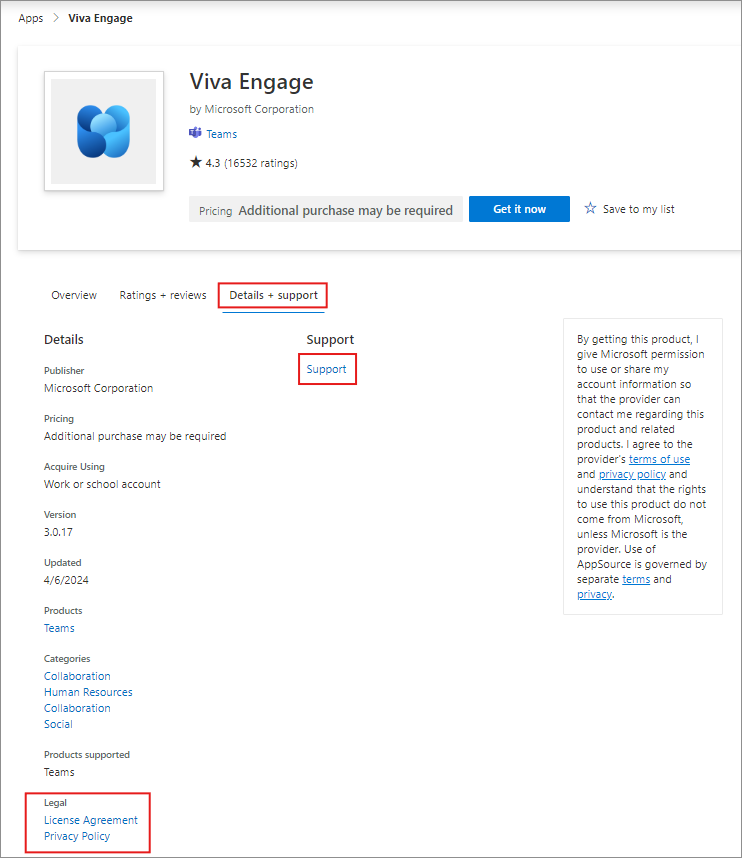 Apps > Viva Engage
Viva Engage
by Microsoft Corporation
Teams
★ 4.3 (16532 ratings)
Pricing Additional purchase may be required
Get it now
☆ Save to my list
Overview
Ratings + reviews
Details + support
Details
Publisher
Microsoft Corporation
Pricing
Additional purchase may be required
Acquire Using
Work or school account
Version
3.0.17
Updated
4/6/2024
Products
Teams
Categories
Collaboration
Human Resources
Collaboration
Social
Products supported
Teams
Legal
License Agreement
Privacy Policy
Support
Support
By getting this product, I
give Microsoft permission
to use or share my
account information so
that the provider can
contact me regarding this
product and related
products. I agree to the
provider's terms of use
and privacy policy and
understand that the rights
to use this product do not
come from Microsoft,
unless Microsoft is the
provider. Use of
AppSource is governed by
separate terms and
privacy.